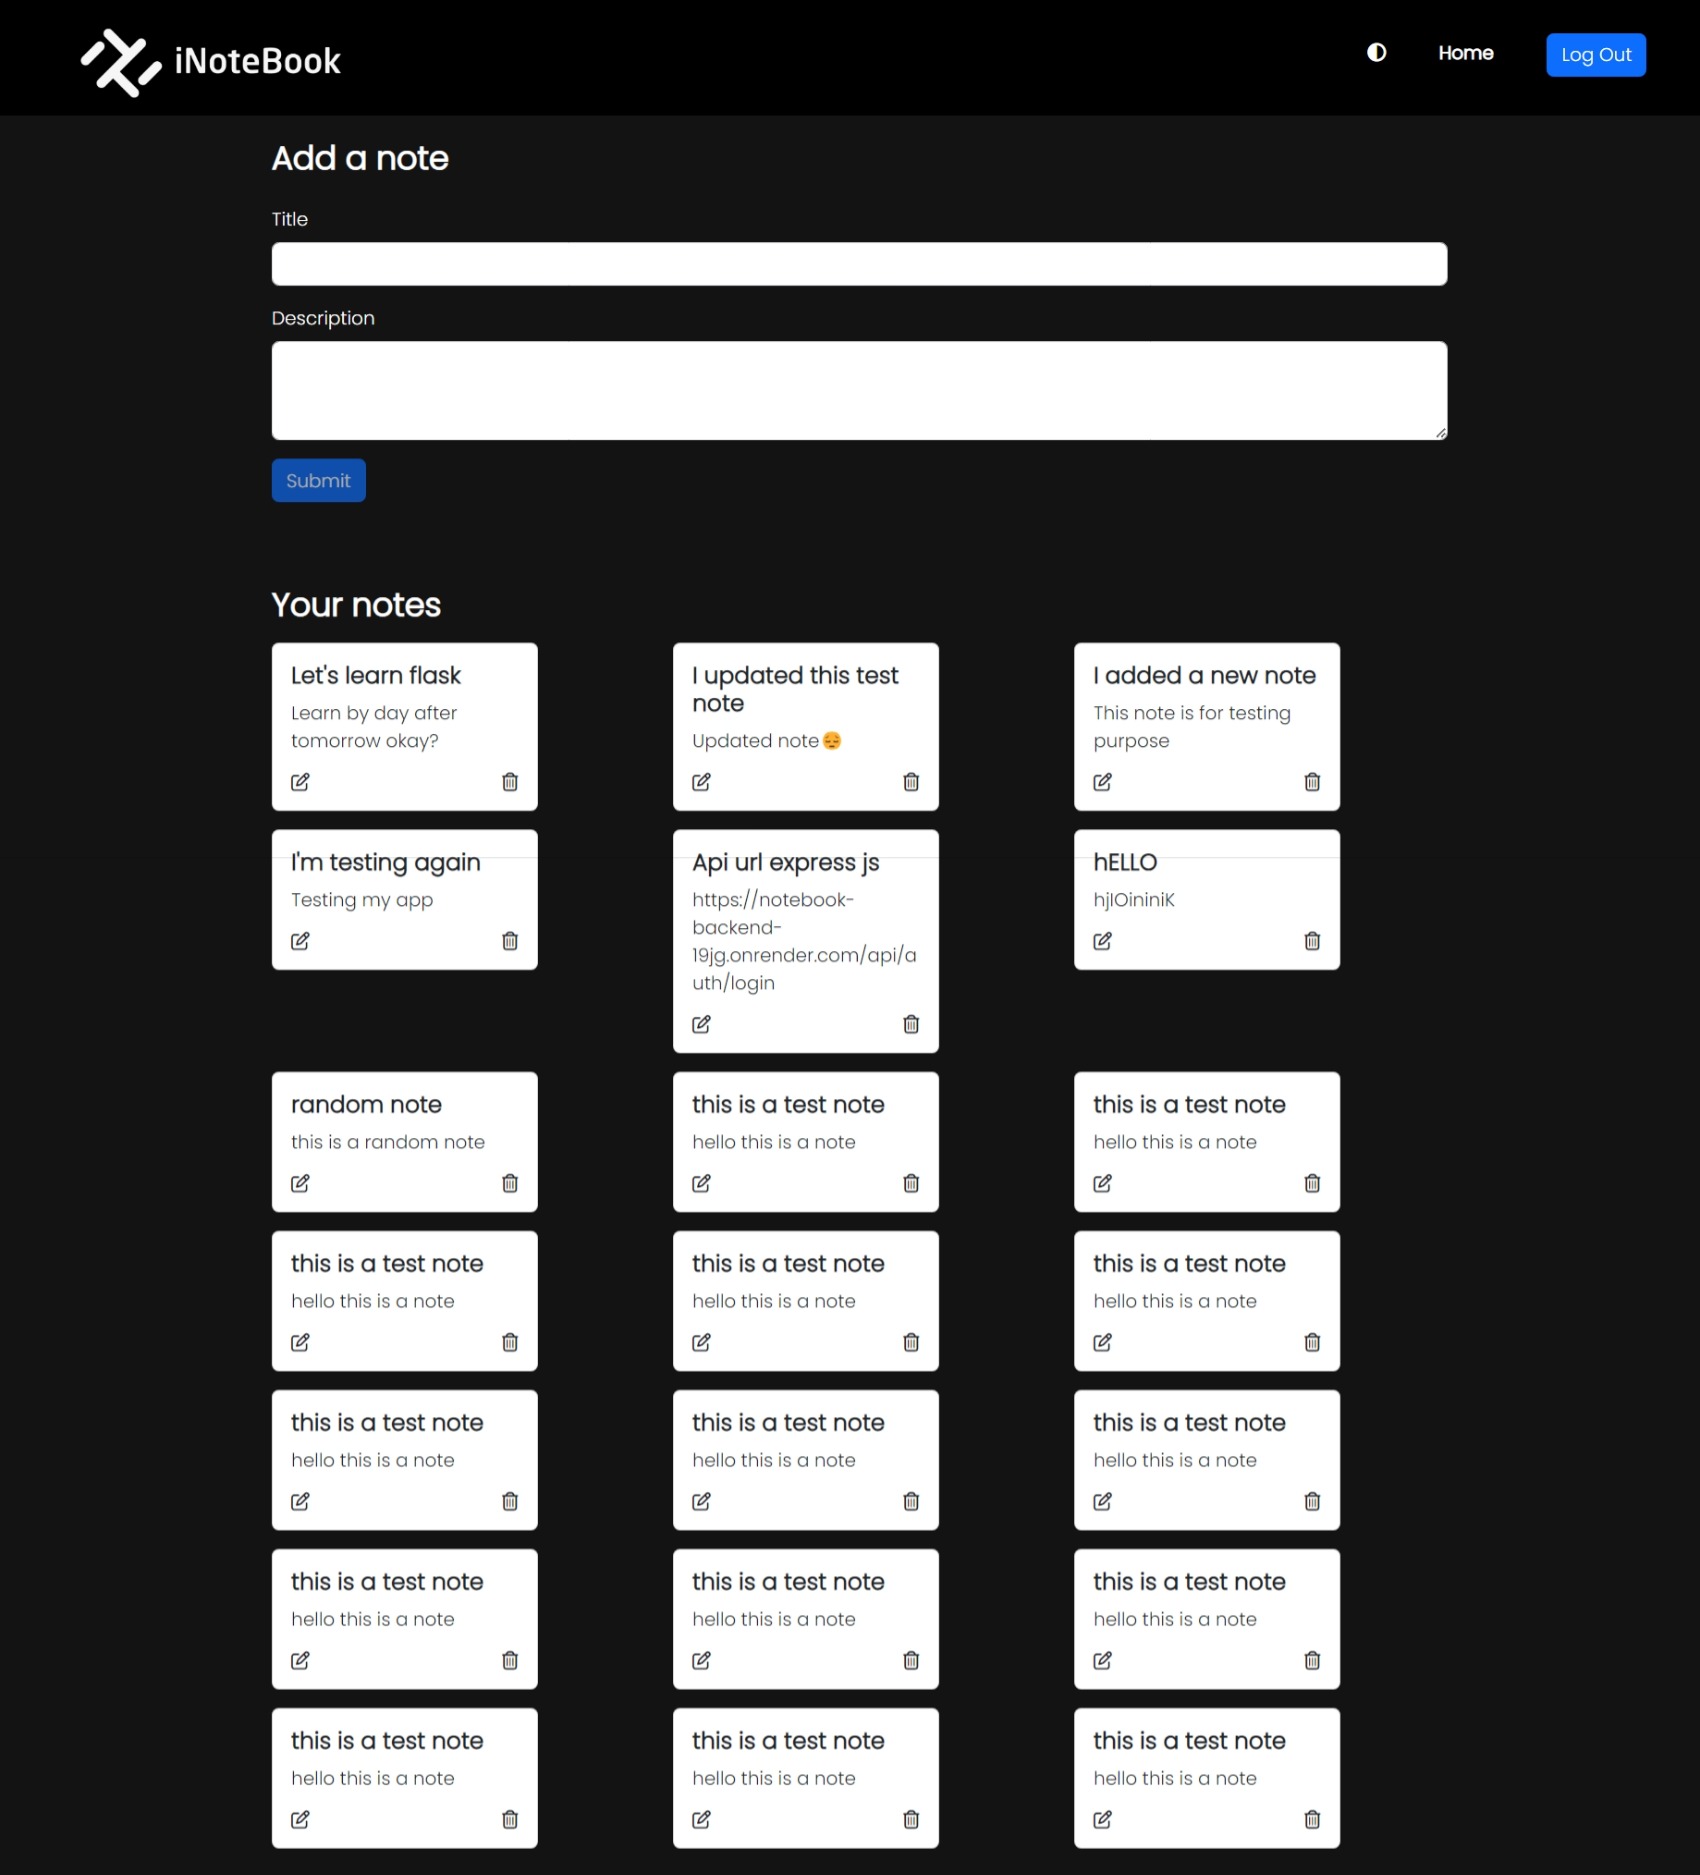 iNoteBook
Home
Log Out
Add a note
Title
Description
Submit
Your notes
Let's learn flask
Learn by day after
tomorrow okay?
I updated this test
note
Updated note😔
I added a new note
This note is for testing
purpose
I'm testing again
Testing my app
Api url express js
https://notebook-
backend-
19jg.onrender.com/api/a
uth/login
hELLO
hjIOininiK
random note
this is a random note
this is a test note
hello this is a note
this is a test note
hello this is a note
this is a test note
hello this is a note
this is a test note
hello this is a note
this is a test note
hello this is a note
this is a test note
hello this is a note
this is a test note
hello this is a note
this is a test note
hello this is a note
this is a test note
hello this is a note
this is a test note
hello this is a note
this is a test note
hello this is a note
this is a test note
hello this is a note
this is a test note
hello this is a note
this is a test note
hello this is a note